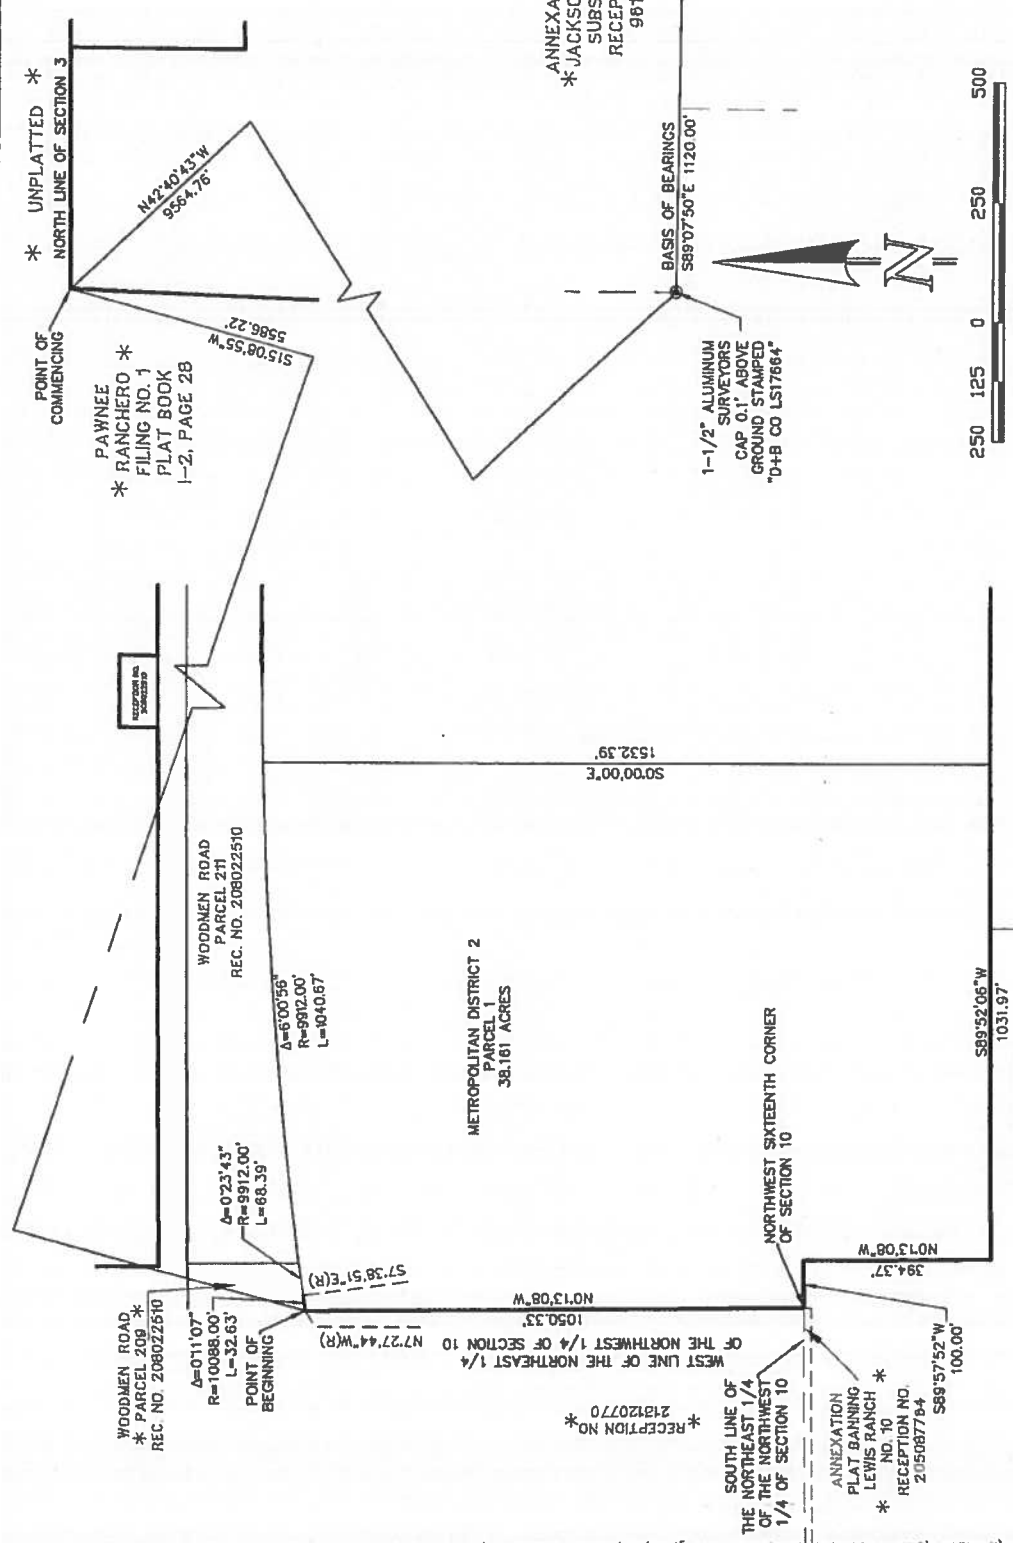 * UNPLATTED *
NORTH LINE OF SECTION 3
POINT OF
COMMENCING
N42°40'43"W
9564.76'
S15°08'55"W
5586.22'
PAWNEE
* RANCHERO *
FILING NO. 1
PLAT BOOK
1-2, PAGE 28
ANNEXA
* JACKSO
SUBS
RECEP
981
BASIS OF BEARINGS
S89°07'50"E 1120.00'
1-1/2" ALUMINUM
SURVEYORS
CAP 0.1' ABOVE
GROUND STAMPED
"D+B CO LS17664"
N
250 125 0 250 500
WOODMEN ROAD
PARCEL 211
REC. NO. 208022510
Δ=6°00'56"
R=9912.00'
L=1040.67'
S0°00'00"E
1532.39'
METROPOLITAN DISTRICT 2
PARCEL 1
38.161 ACRES
WOODMEN ROAD
* PARCEL 209 *
REC. NO. 208022510
Δ=0°11'07"
R=10088.00'
L=32.63'
POINT OF
BEGINNING
Δ=0°23'43"
R=9912.00'
L=68.39'
S7°38'51"E(R)
N7°27'44"W(R)
N0°13'08"W
1050.33'
WEST LINE OF THE NORTHEAST 1/4
OF THE NORTHWEST 1/4 OF SECTION 10
* RECEPTION NO. *
218120770
SOUTH LINE OF
THE NORTHEAST 1/4
OF THE NORTHWEST
1/4 OF SECTION 10
NORTHWEST SIXTEENTH CORNER
OF SECTION 10
ANNEXATION
PLAT BANNING
LEWIS RANCH
* NO. 10 *
RECEPTION NO.
205087784
S89°57'52"W
100.00'
N0°13'08"W
394.37'
S89°52'06"W
1031.97'